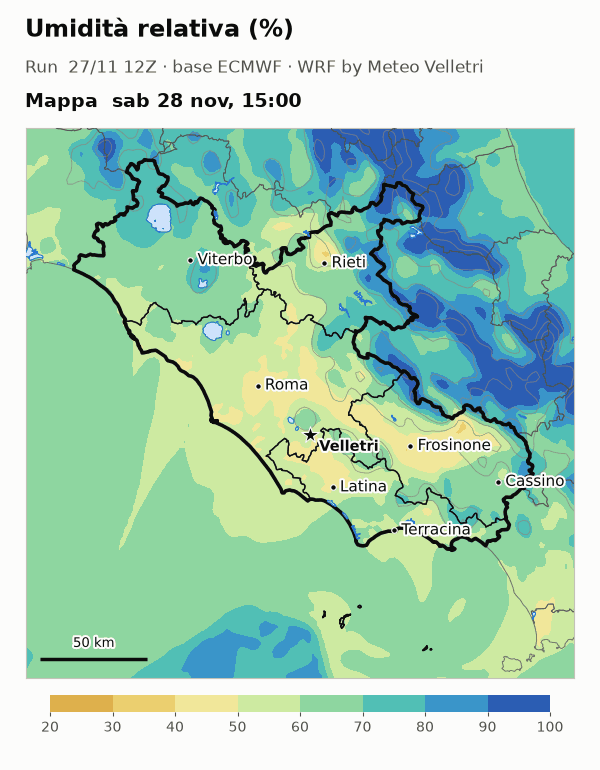 Umidità relativa (%)
Run 27/11 12Z · base ECMWF · WRF by Meteo Velletri
Mappa sab 28 nov, 15:00
Viterbo
Rieti
Roma
Velletri
Frosinone
Cassino
Latina
Terracina
50 km
20 30 40 50 60 70 80 90 100